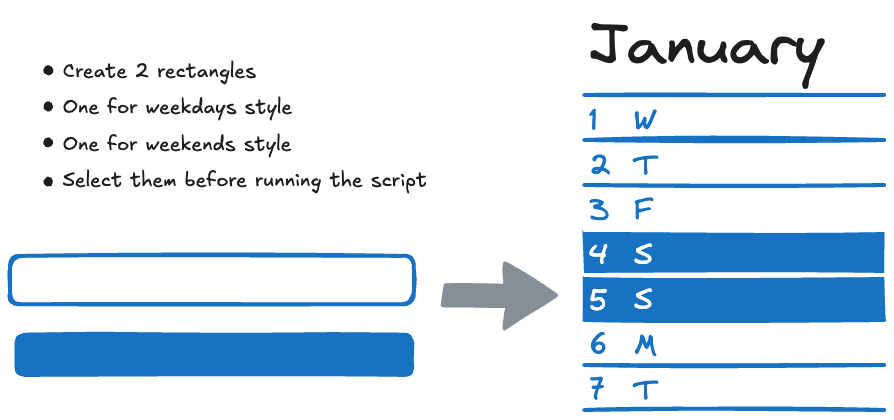 • Create 2 rectangles
• One for weekdays style
• One for weekends style
• Select them before running the script
January
1 W
2 T
3 F
4 S
5 S
6 M
7 T